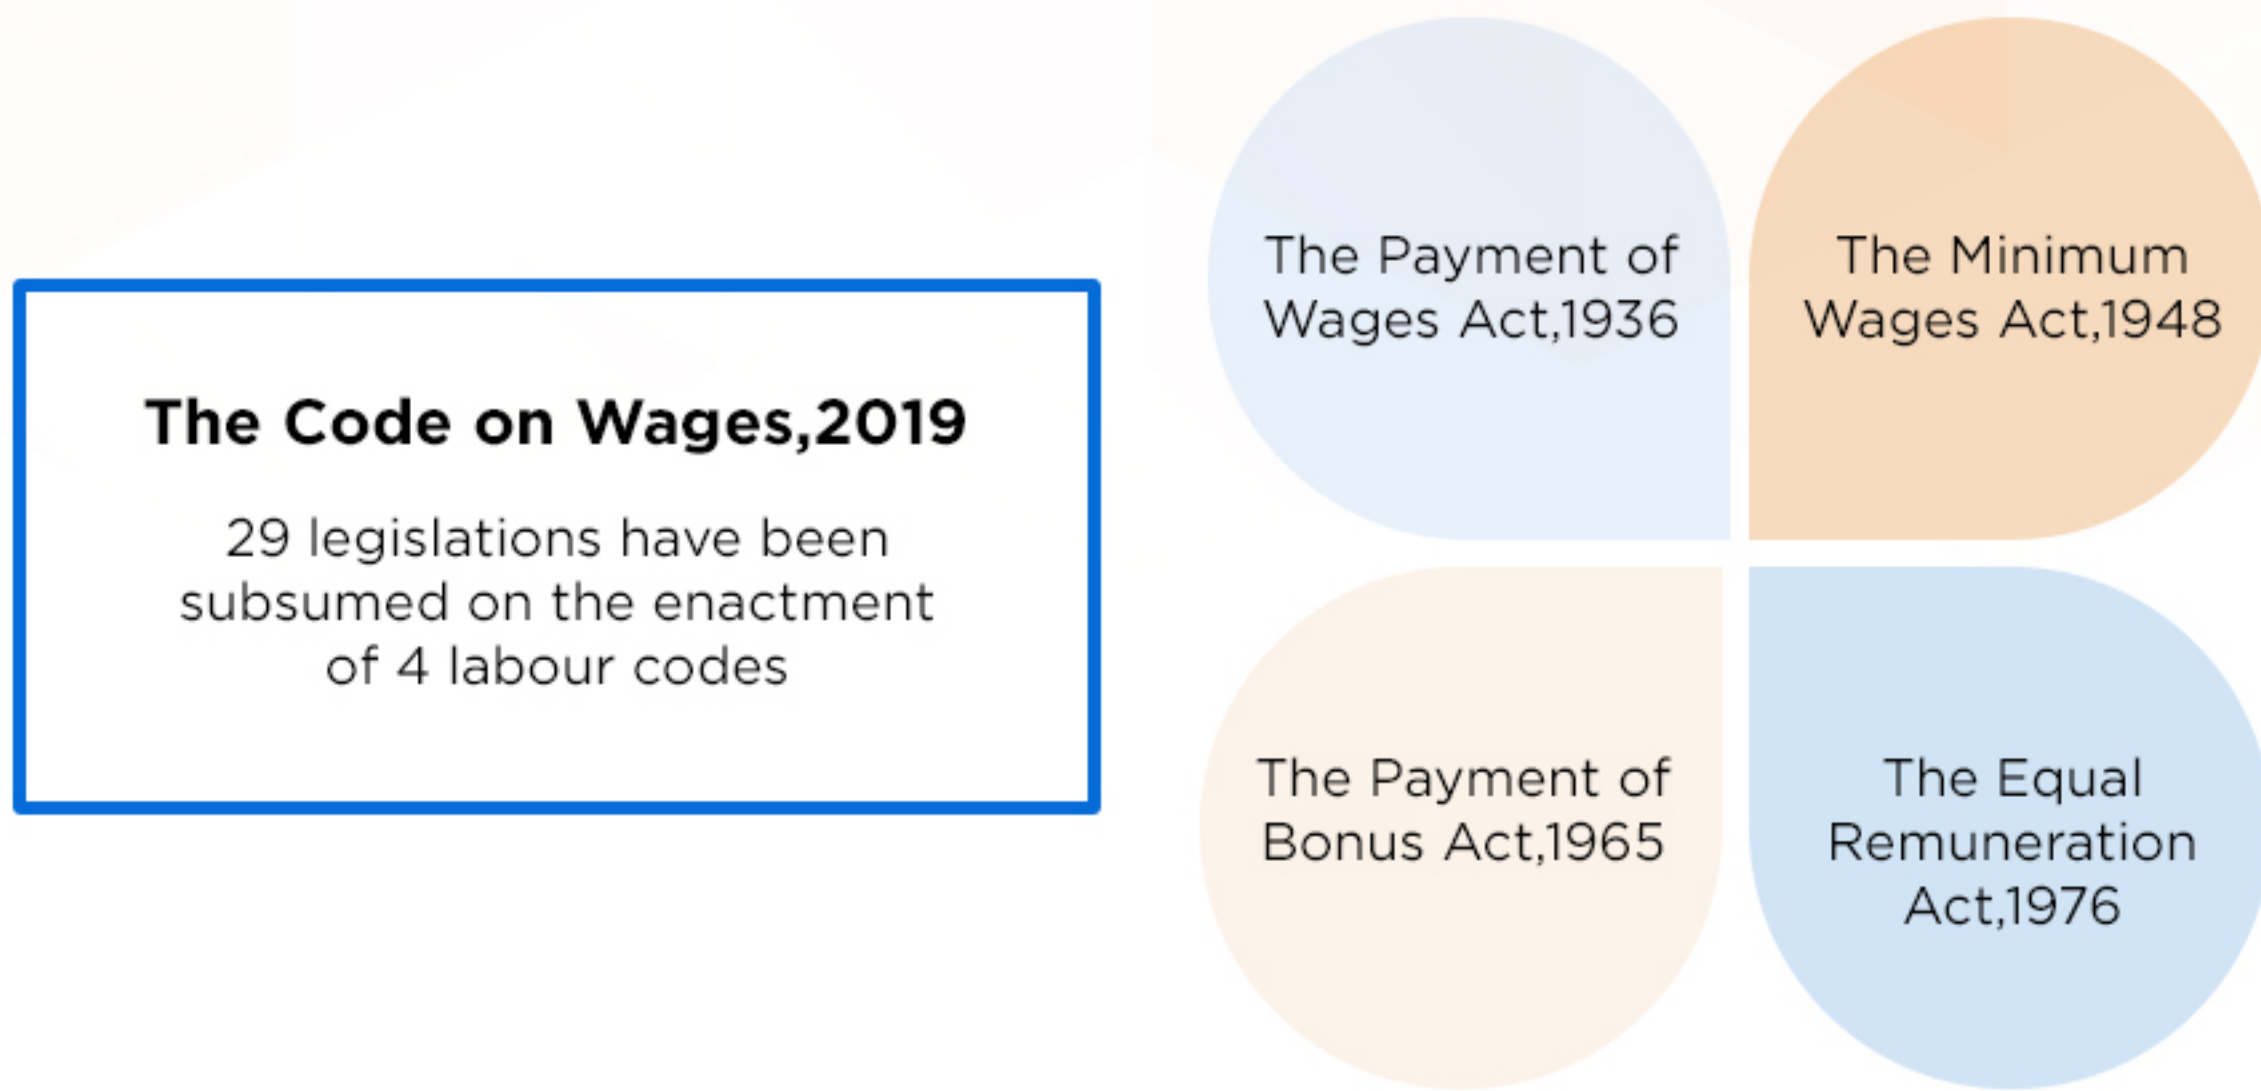 The Code on Wages,2019
29 legislations have been
subsumed on the enactment
of 4 labour codes
The Payment of
Wages Act,1936
The Minimum
Wages Act,1948
The Payment of
Bonus Act,1965
The Equal
Remuneration
Act,1976